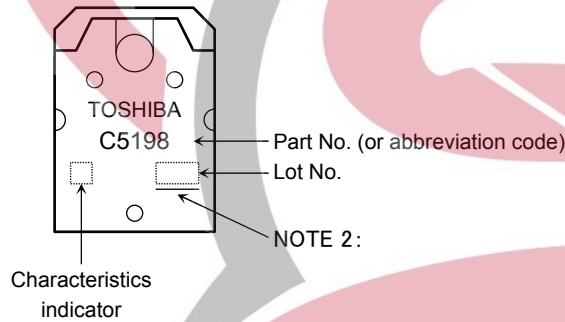 TOSHIBA
C5198
Part No. (or abbreviation code)
Lot No.
NOTE 2:
Characteristics
indicator